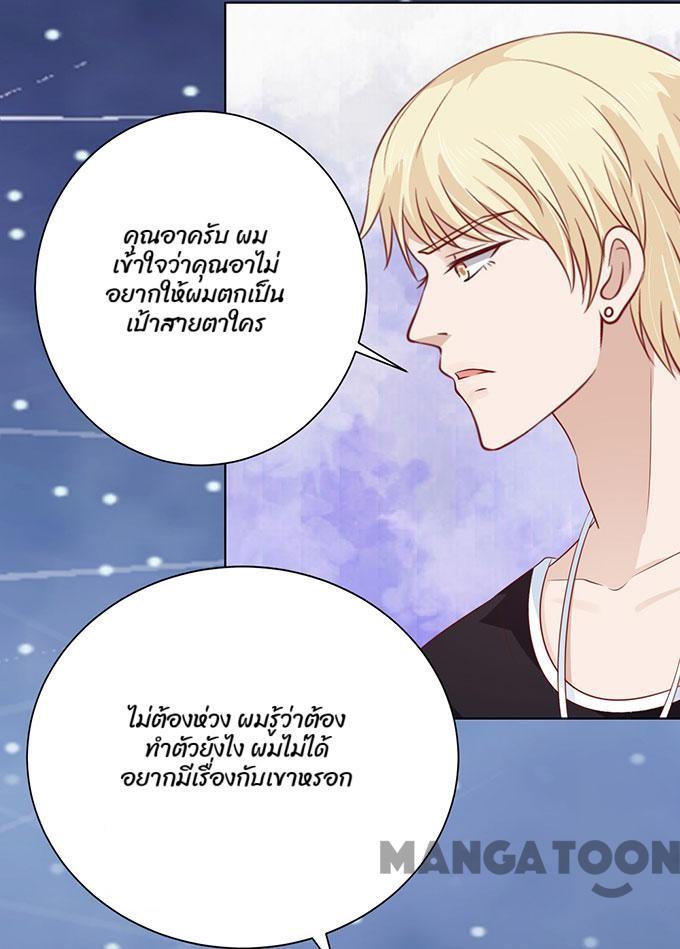 คุณอาครับ ผม
เข้าใจว่าคุณอาไม่
อยากให้ผมตกเป็น
เป้าสายตาใคร
ไม่ต้องห่วง ผมรู้ว่าต้อง
ทำตัวยังไง ผมไม่ได้
อยากมีเรื่องกับเขาหรอก
MANGATOON